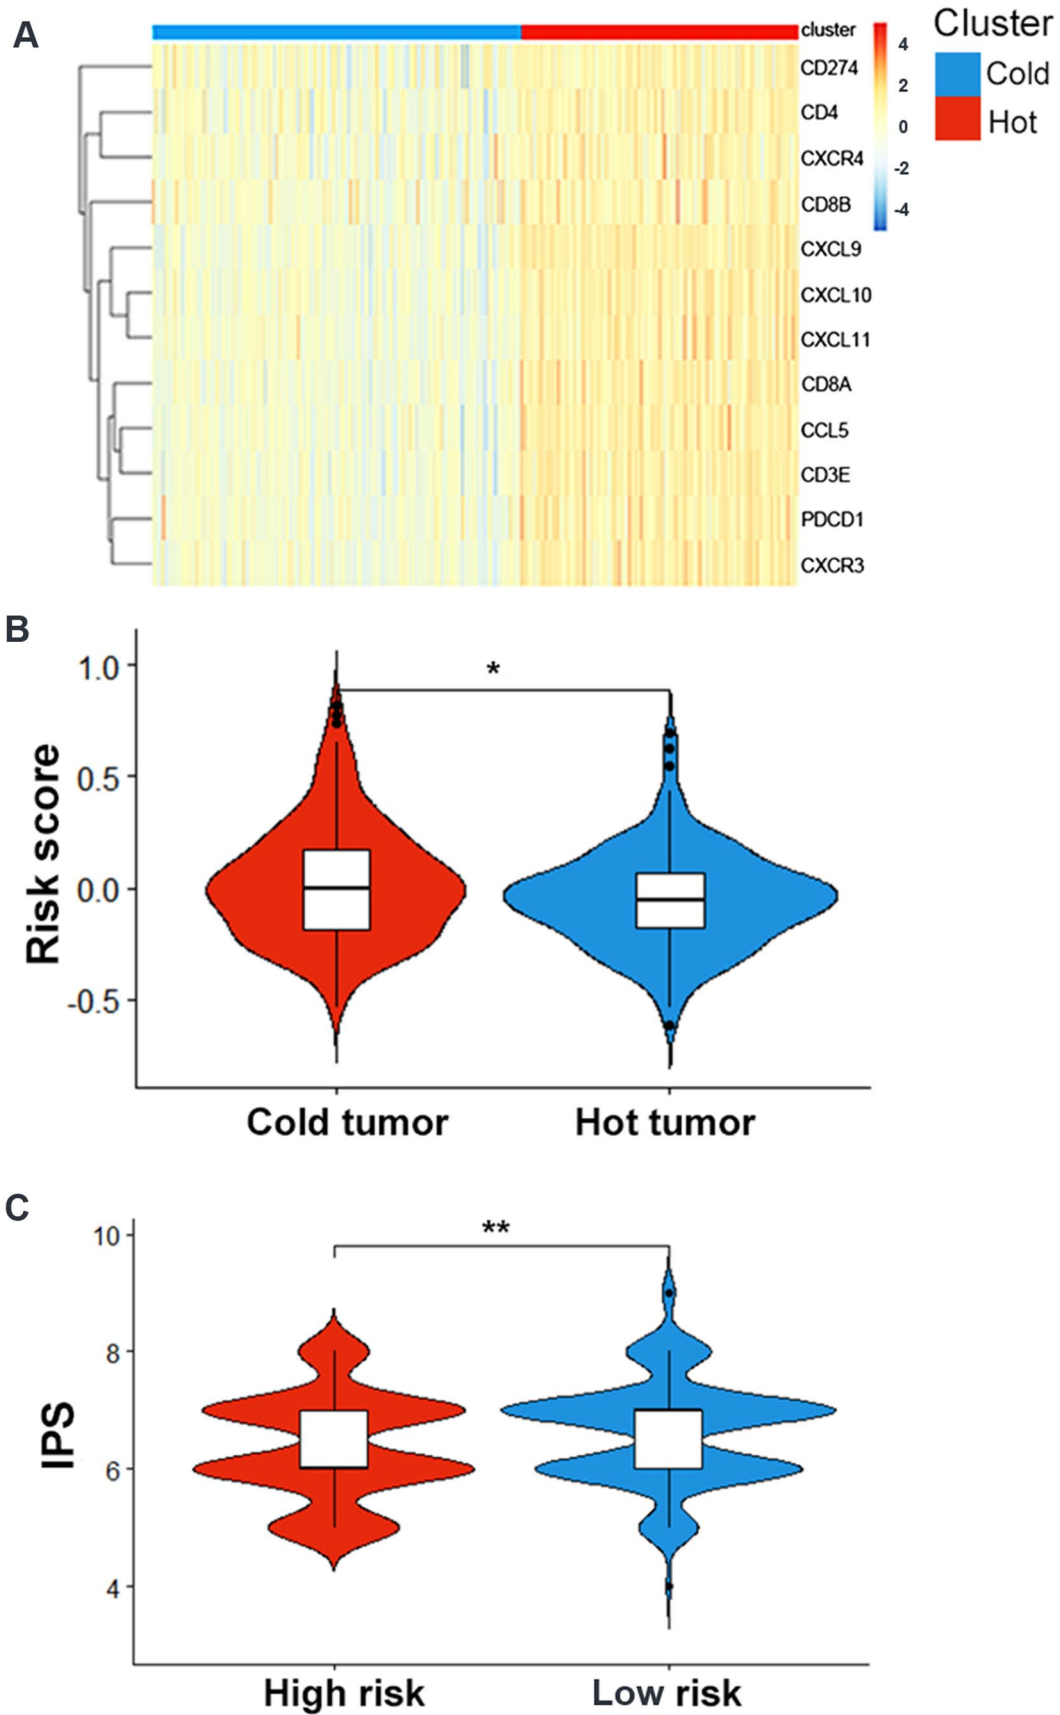 A
cluster
CD274
CD4
CXCR4
CD8B
CXCL9
CXCL10
CXCL11
CD8A
CCL5
CD3E
PDCD1
CXCR3
4
2
0
-2
-4
Cluster
Cold
Hot
B
Risk score
1.0
0.5
0.0
-0.5
*
Cold tumor
Hot tumor
C
IPS
10
8
6
4
**
High risk
Low risk